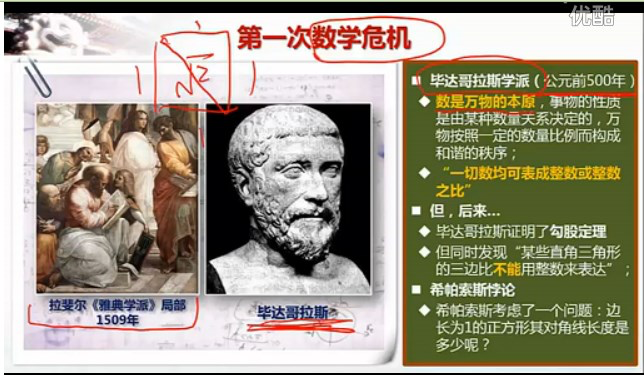 优酷
第一次数学危机
1
1
1
1
√2
毕达哥拉斯学派(公元前500年)
数是万物的本原,事物的性质
是由某种数量关系决定的,万
物按照一定的数量比例而构成
和谐的秩序;
“一切数均可表成整数或整数
之比”
但,后来...
毕达哥拉斯证明了勾股定理
但同时发现“某些直角三角形
的三边比不能用整数来表达”;
希帕索斯悖论
希帕索斯考虑了一个问题:边
长为1的正方形其对角线长度是
多少呢?
拉斐尔《雅典学派》局部
1509年
毕达哥拉斯